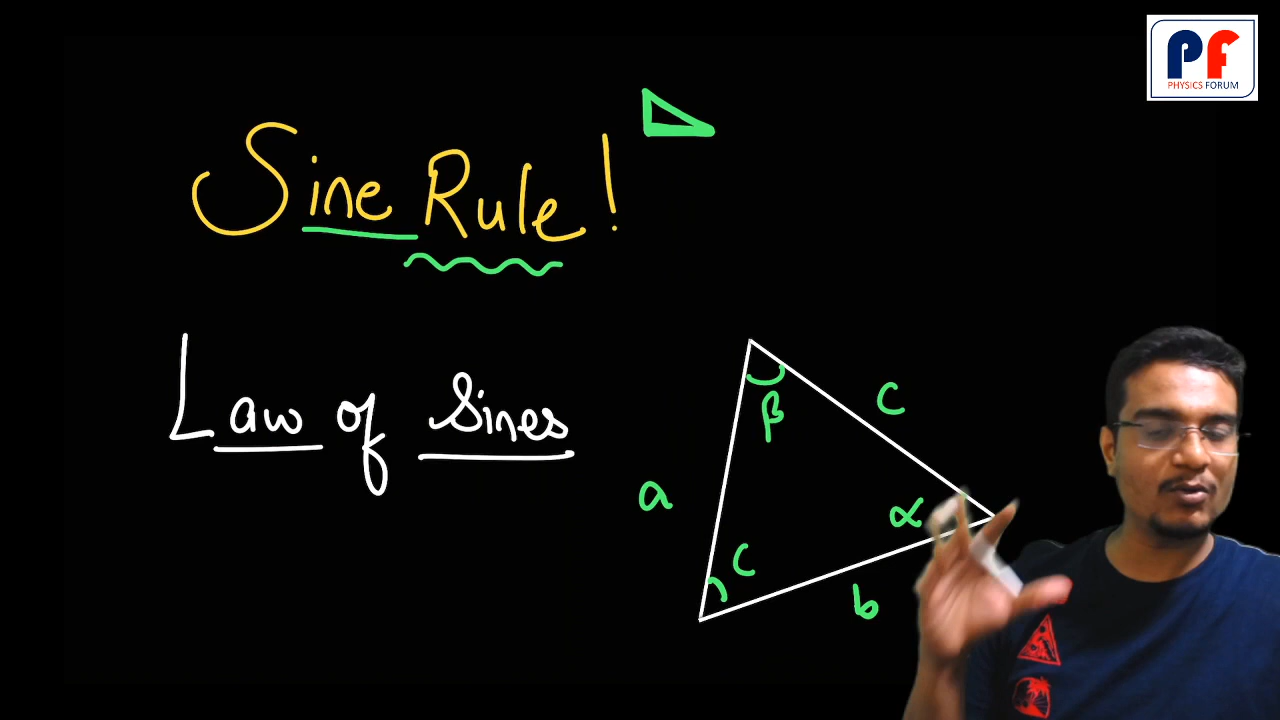 PF
PHYSICS FORUM
Sine Rule!
Law of Sines
β
c
a
α
C
b